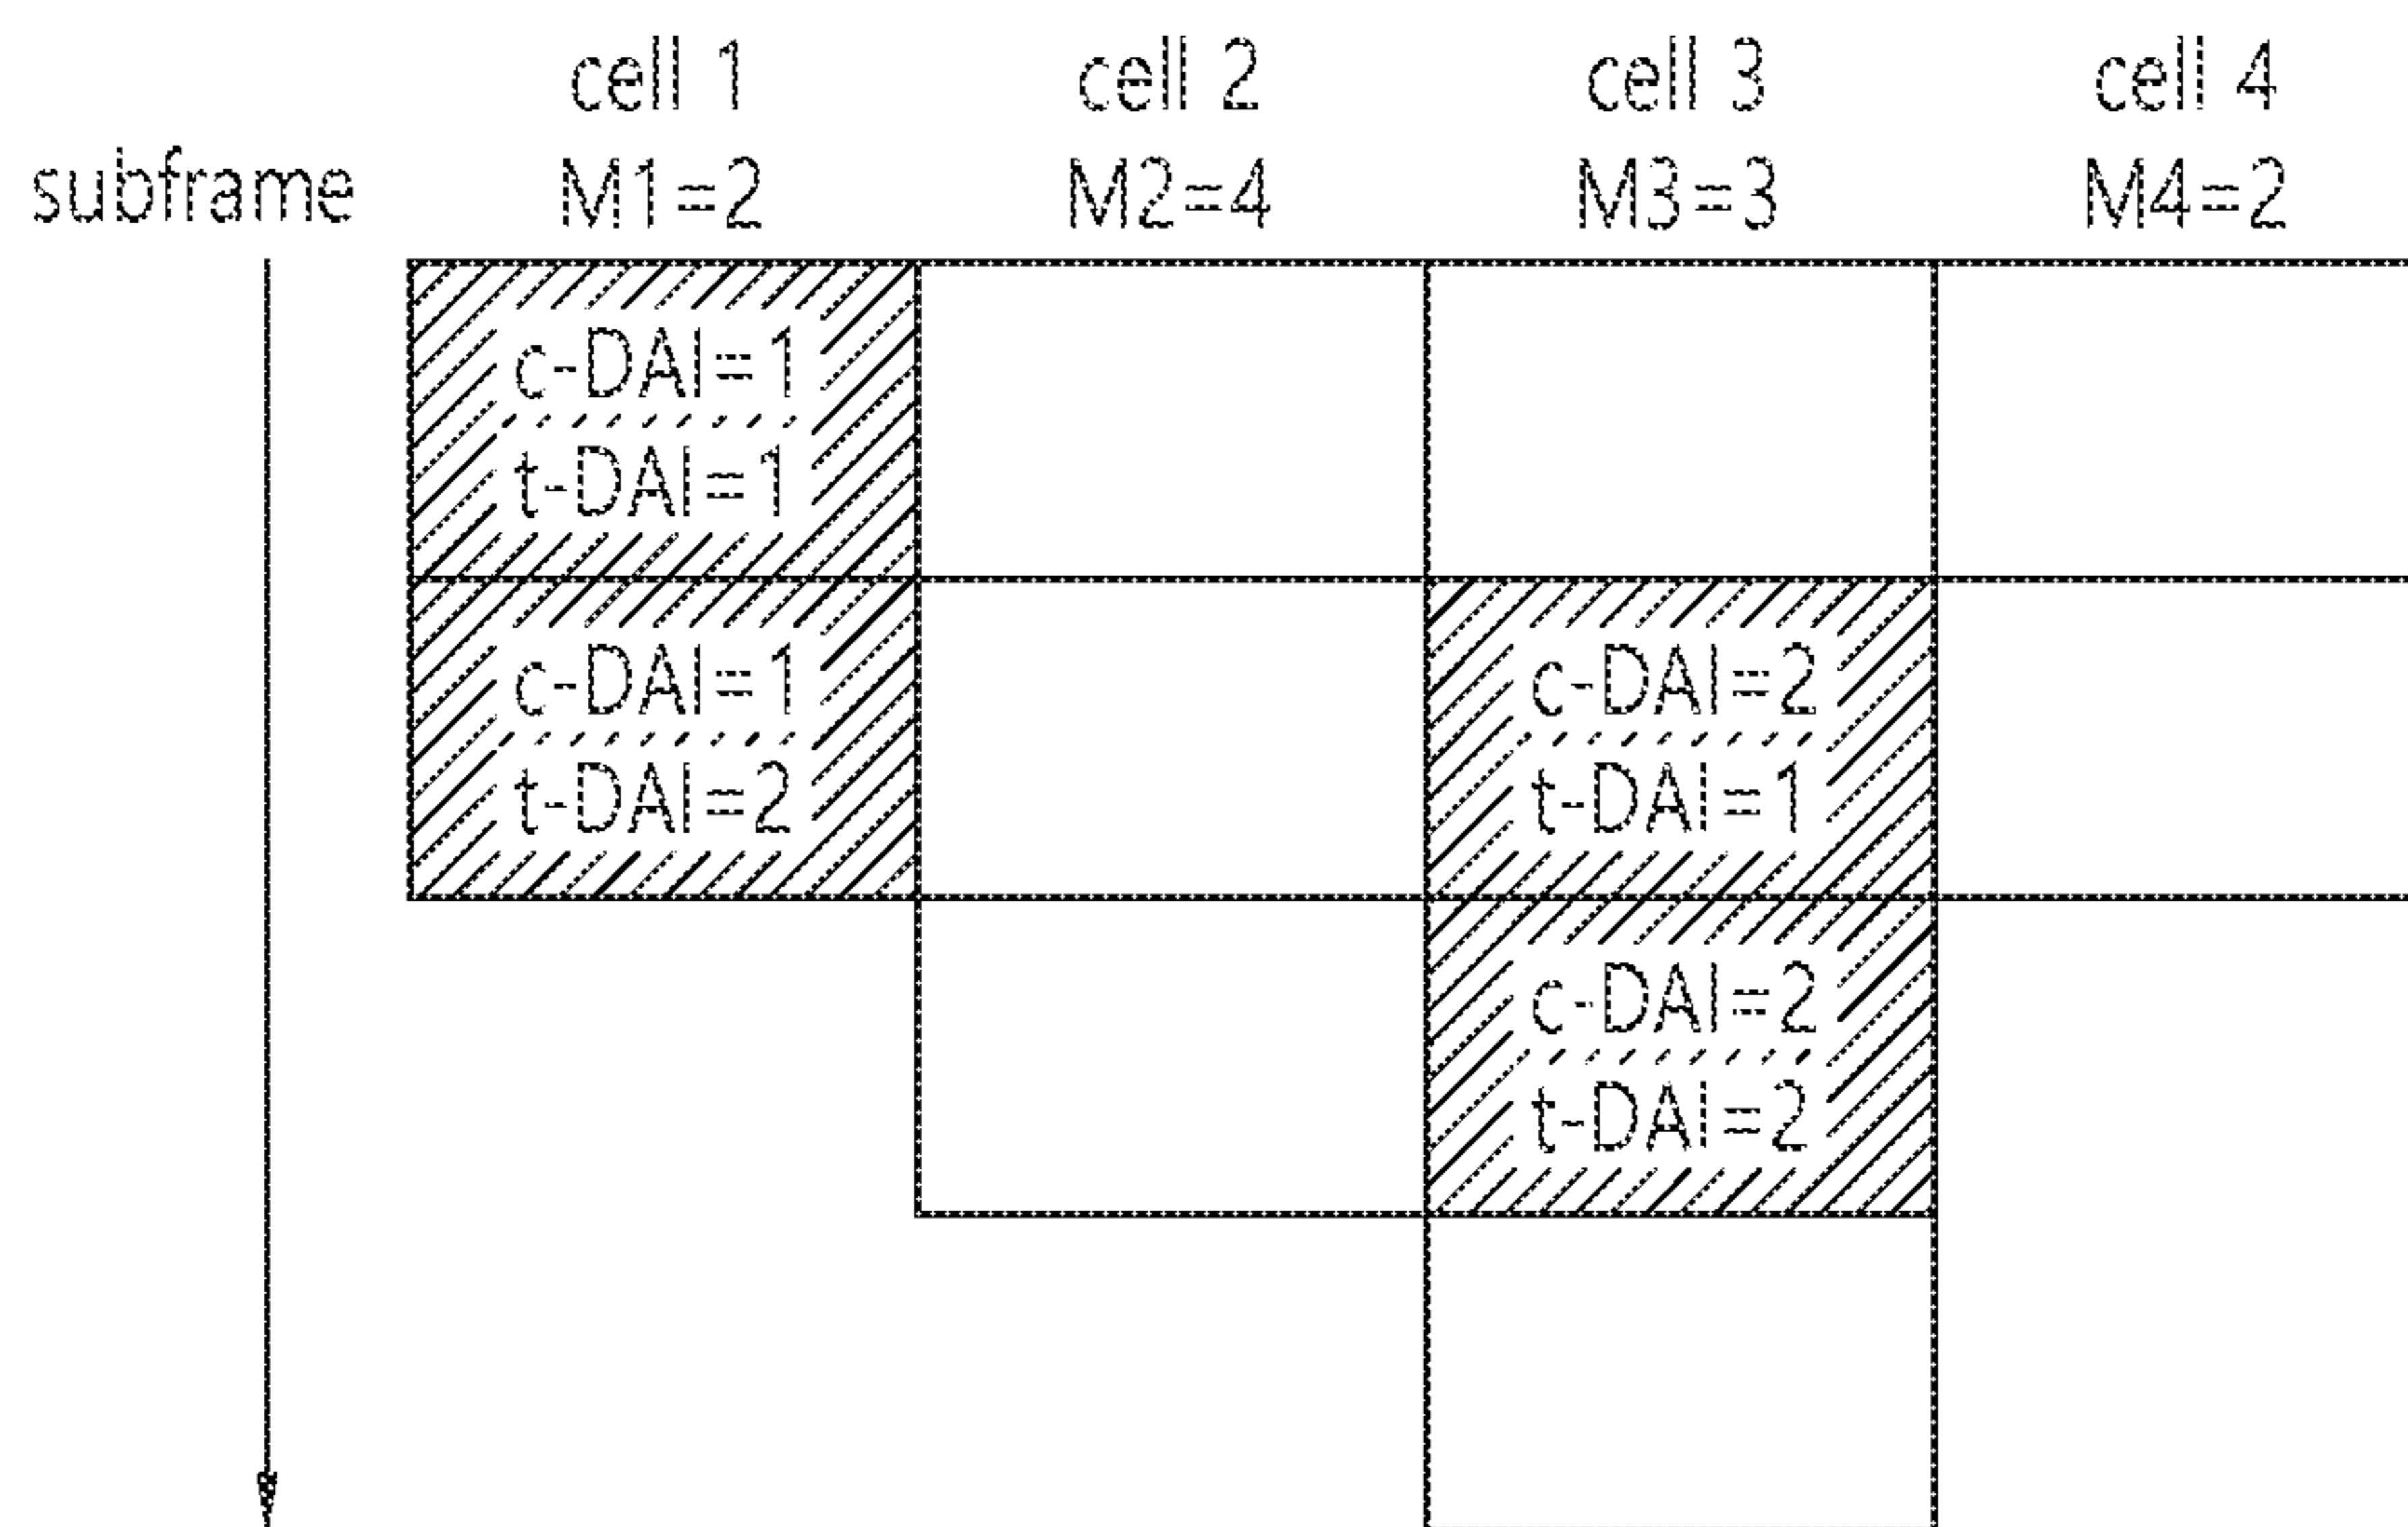 cell 1 cell 2 cell 3 cell 4
subframe M1=2 M2=4 M3=3 M4=2
c-DAI=1
t-DAI=1
c-DAI=1 c-DAI=2
t-DAI=2 t-DAI=1
c-DAI=2
t-DAI=2